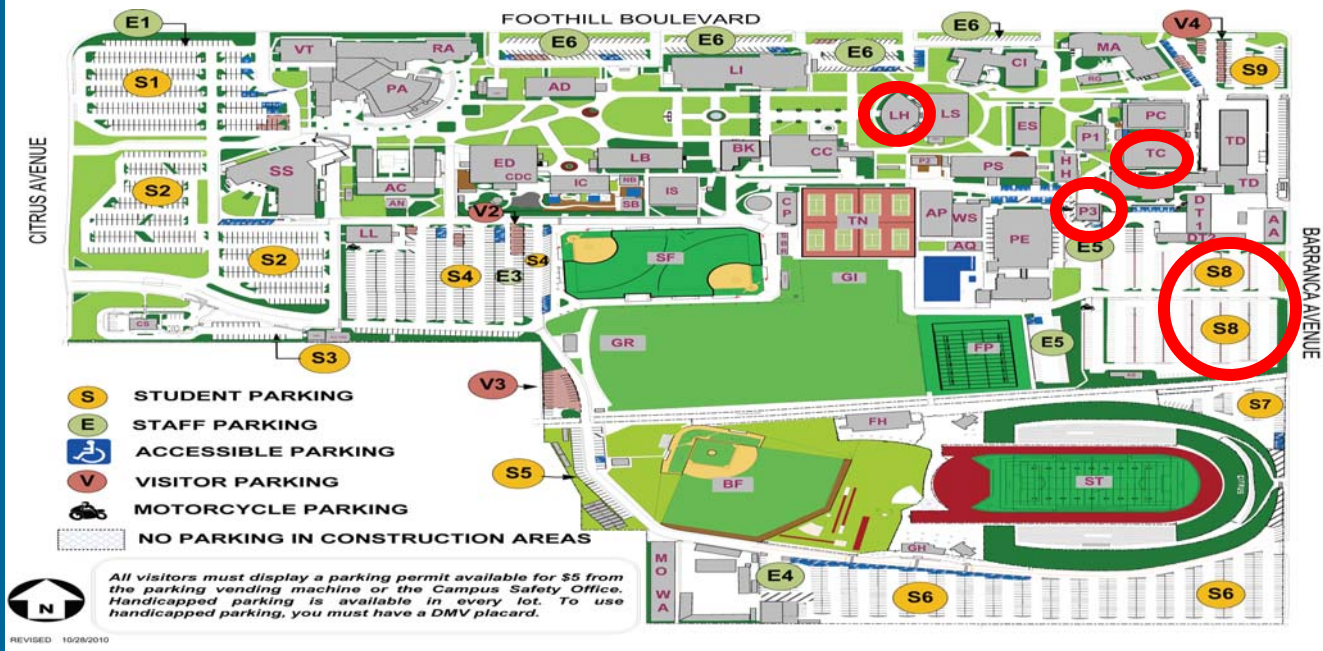 FOOTHILL BOULEVARD
E1
V4
E6
E6
E6
E6
VT
RA
MA
S1
LI
CI
S9
RG
PA
AD
LH
LS
PC
ES
P1
TD
CITRUS AVENUE
TC
BK
CC
ED
LB
SS
P2
PS
H
H
CDC
AC
IC
NB
IS
TD
S2
AN
SB
C
P
TN
AP
WS
P3
D
T
1
DT2
A
A
V2
LL
PE
AQ
E5
BARRANCA AVENUE
S2
S4
E3
S4
SF
GI
S8
S8
CS
GR
FP
E5
S3
V3
S7
S STUDENT PARKING
E STAFF PARKING
ACCESSIBLE PARKING
V VISITOR PARKING
MOTORCYCLE PARKING
NO PARKING IN CONSTRUCTION AREAS
FH
S5
BF
ST
CITRUS
GH
M
O
W
A
E4
S6
S6
N
All visitors must display a parking permit available for $5 from
the parking vending machine or the Campus Safety Office.
Handicapped parking is available in every lot. To use
handicapped parking, you must have a DMV placard.
REVISED 10/28/2010